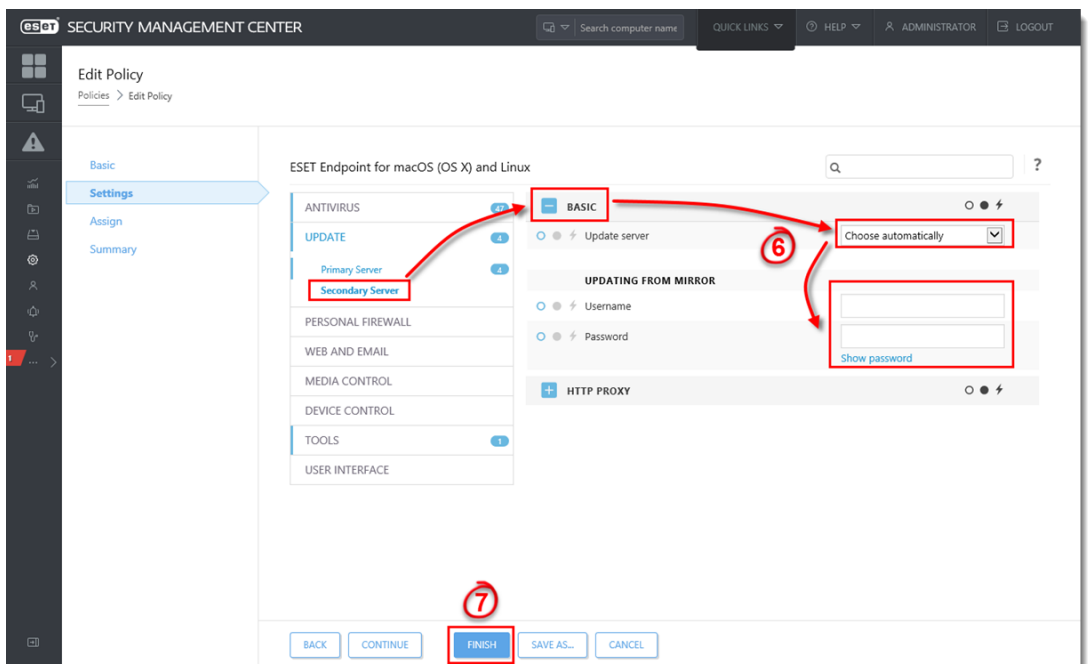 eset SECURITY MANAGEMENT CENTER
Search computer name
QUICK LINKS
HELP
ADMINISTRATOR
LOGOUT
Edit Policy
Policies > Edit Policy
Basic
Settings
Assign
Summary
ESET Endpoint for macOS (OS X) and Linux
?
ANTIVIRUS 47
UPDATE 4
Primary Server 4
Secondary Server
PERSONAL FIREWALL
WEB AND EMAIL
MEDIA CONTROL
DEVICE CONTROL
TOOLS 1
USER INTERFACE
BASIC
Update server
Choose automatically
6
UPDATING FROM MIRROR
Username
Password
Show password
HTTP PROXY
1 ... >
7
BACK
CONTINUE
FINISH
SAVE AS...
CANCEL